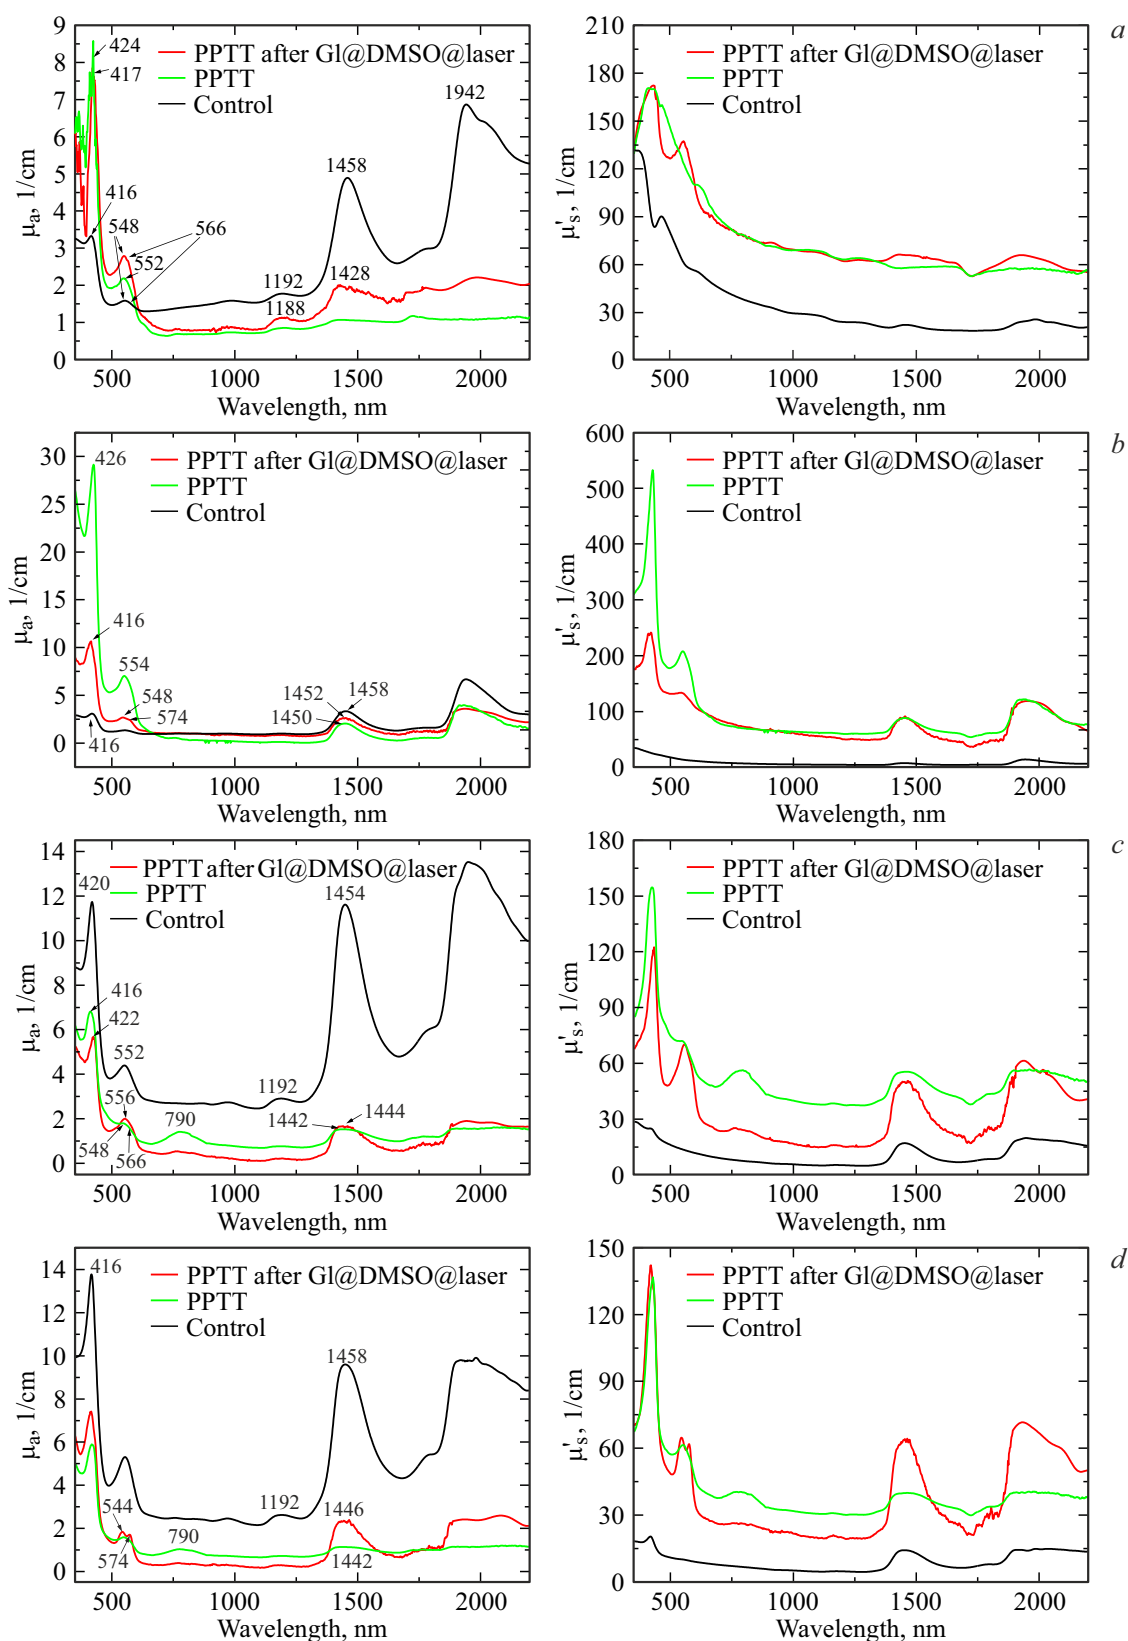 a
9
8
7
6
5
4
3
2
1
0
μa, 1/cm
424
417
416
548
552
566
1192
1188
1458
1428
1942
PPTT after Gl@DMSO@laser
PPTT
Control
500 1000 1500 2000
Wavelength, nm
210
180
150
120
90
60
30
0
μ's, 1/cm
PPTT after Gl@DMSO@laser
PPTT
Control
500 1000 1500 2000
Wavelength, nm
b
30
25
20
15
10
5
0
μa, 1/cm
426
416
554
548
574
416
1452
1458
1450
PPTT after Gl@DMSO@laser
PPTT
Control
500 1000 1500 2000
Wavelength, nm
600
500
400
300
200
100
0
μ's, 1/cm
PPTT after Gl@DMSO@laser
PPTT
Control
500 1000 1500 2000
Wavelength, nm
c
14
12
10
8
6
4
2
0
μa, 1/cm
420
416
422
552
556
548
566
790
1192
1442
1444
1454
PPTT after Gl@DMSO@laser
PPTT
Control
500 1000 1500 2000
Wavelength, nm
180
150
120
90
60
30
0
μ's, 1/cm
PPTT after Gl@DMSO@laser
PPTT
Control
500 1000 1500 2000
Wavelength, nm
d
14
12
10
8
6
4
2
0
μa, 1/cm
416
544
574
790
1192
1446
1442
1458
PPTT after Gl@DMSO@laser
PPTT
Control
500 1000 1500 2000
Wavelength, nm
150
120
90
60
30
0
μ's, 1/cm
PPTT after Gl@DMSO@laser
PPTT
Control
500 1000 1500 2000
Wavelength, nm